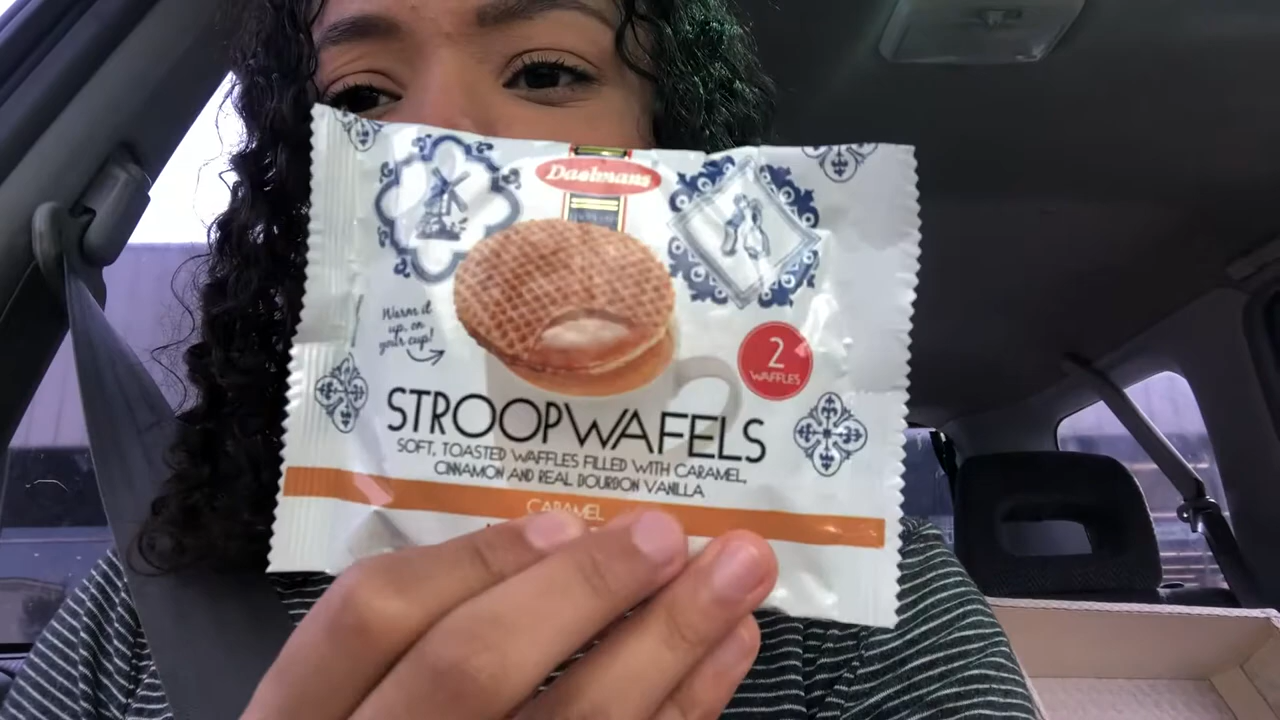 Daelmans
Warm it
up, on
your cup!
2
WAFFLES
STROOPWAFELS
SOFT, TOASTED WAFFLES FILLED WITH CARAMEL,
CINNAMON AND REAL BOURBON VANILLA
CARAMEL